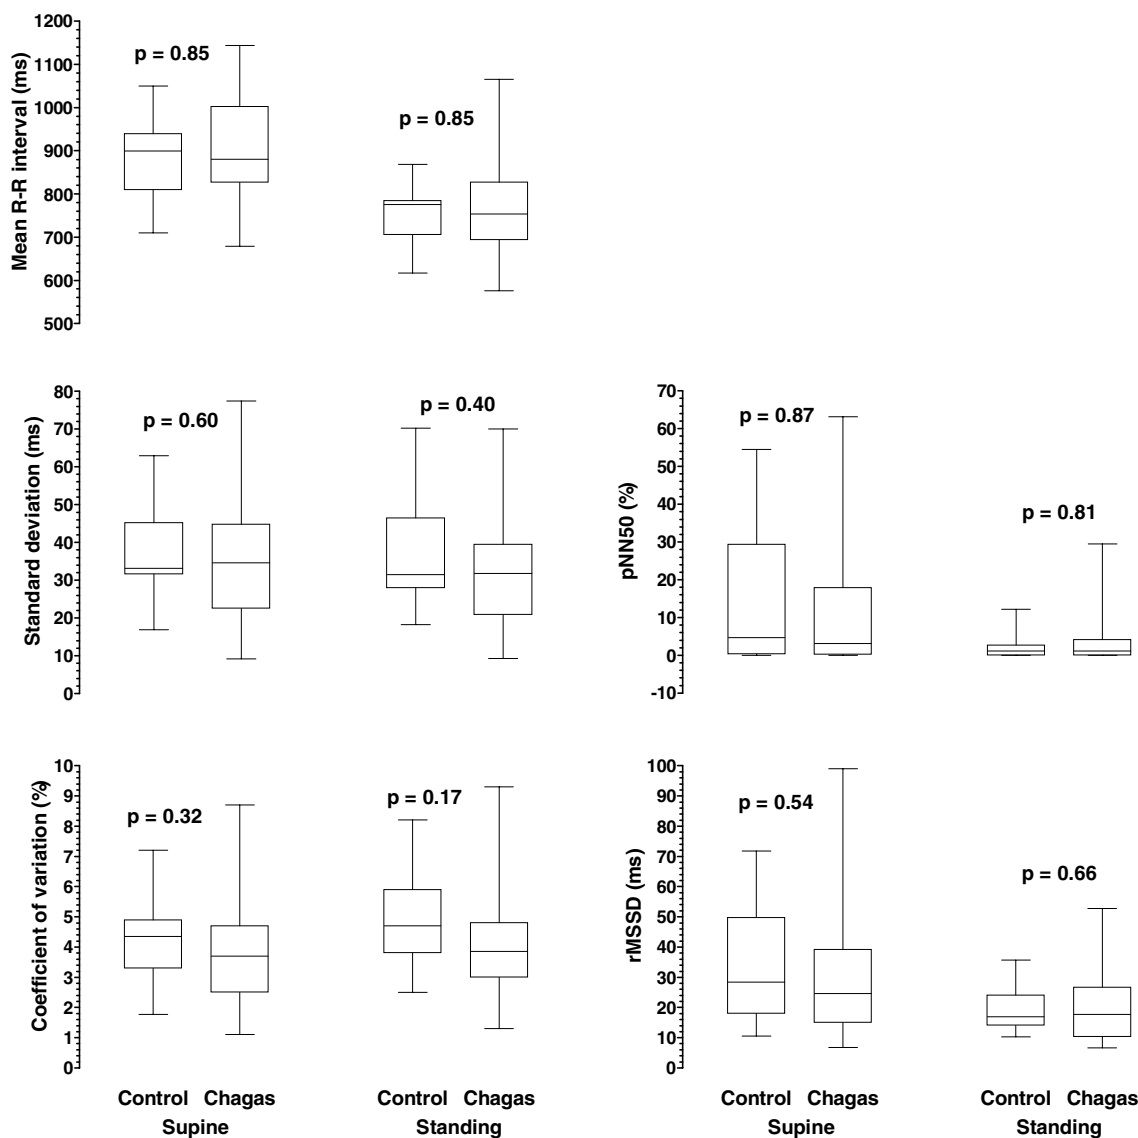 Mean R-R interval (ms)
1200
1100
1000
900
800
700
600
500
p = 0.85
p = 0.85
Standard deviation (ms)
80
70
60
50
40
30
20
10
0
p = 0.60
p = 0.40
pNN50 (%)
70
60
50
40
30
20
10
0
-10
p = 0.87
p = 0.81
Coefficient of variation (%)
10
9
8
7
6
5
4
3
2
1
0
p = 0.32
p = 0.17
Control Chagas
Supine
Control Chagas
Standing
rMSSD (ms)
100
90
80
70
60
50
40
30
20
10
0
p = 0.54
p = 0.66
Control Chagas
Supine
Control Chagas
Standing